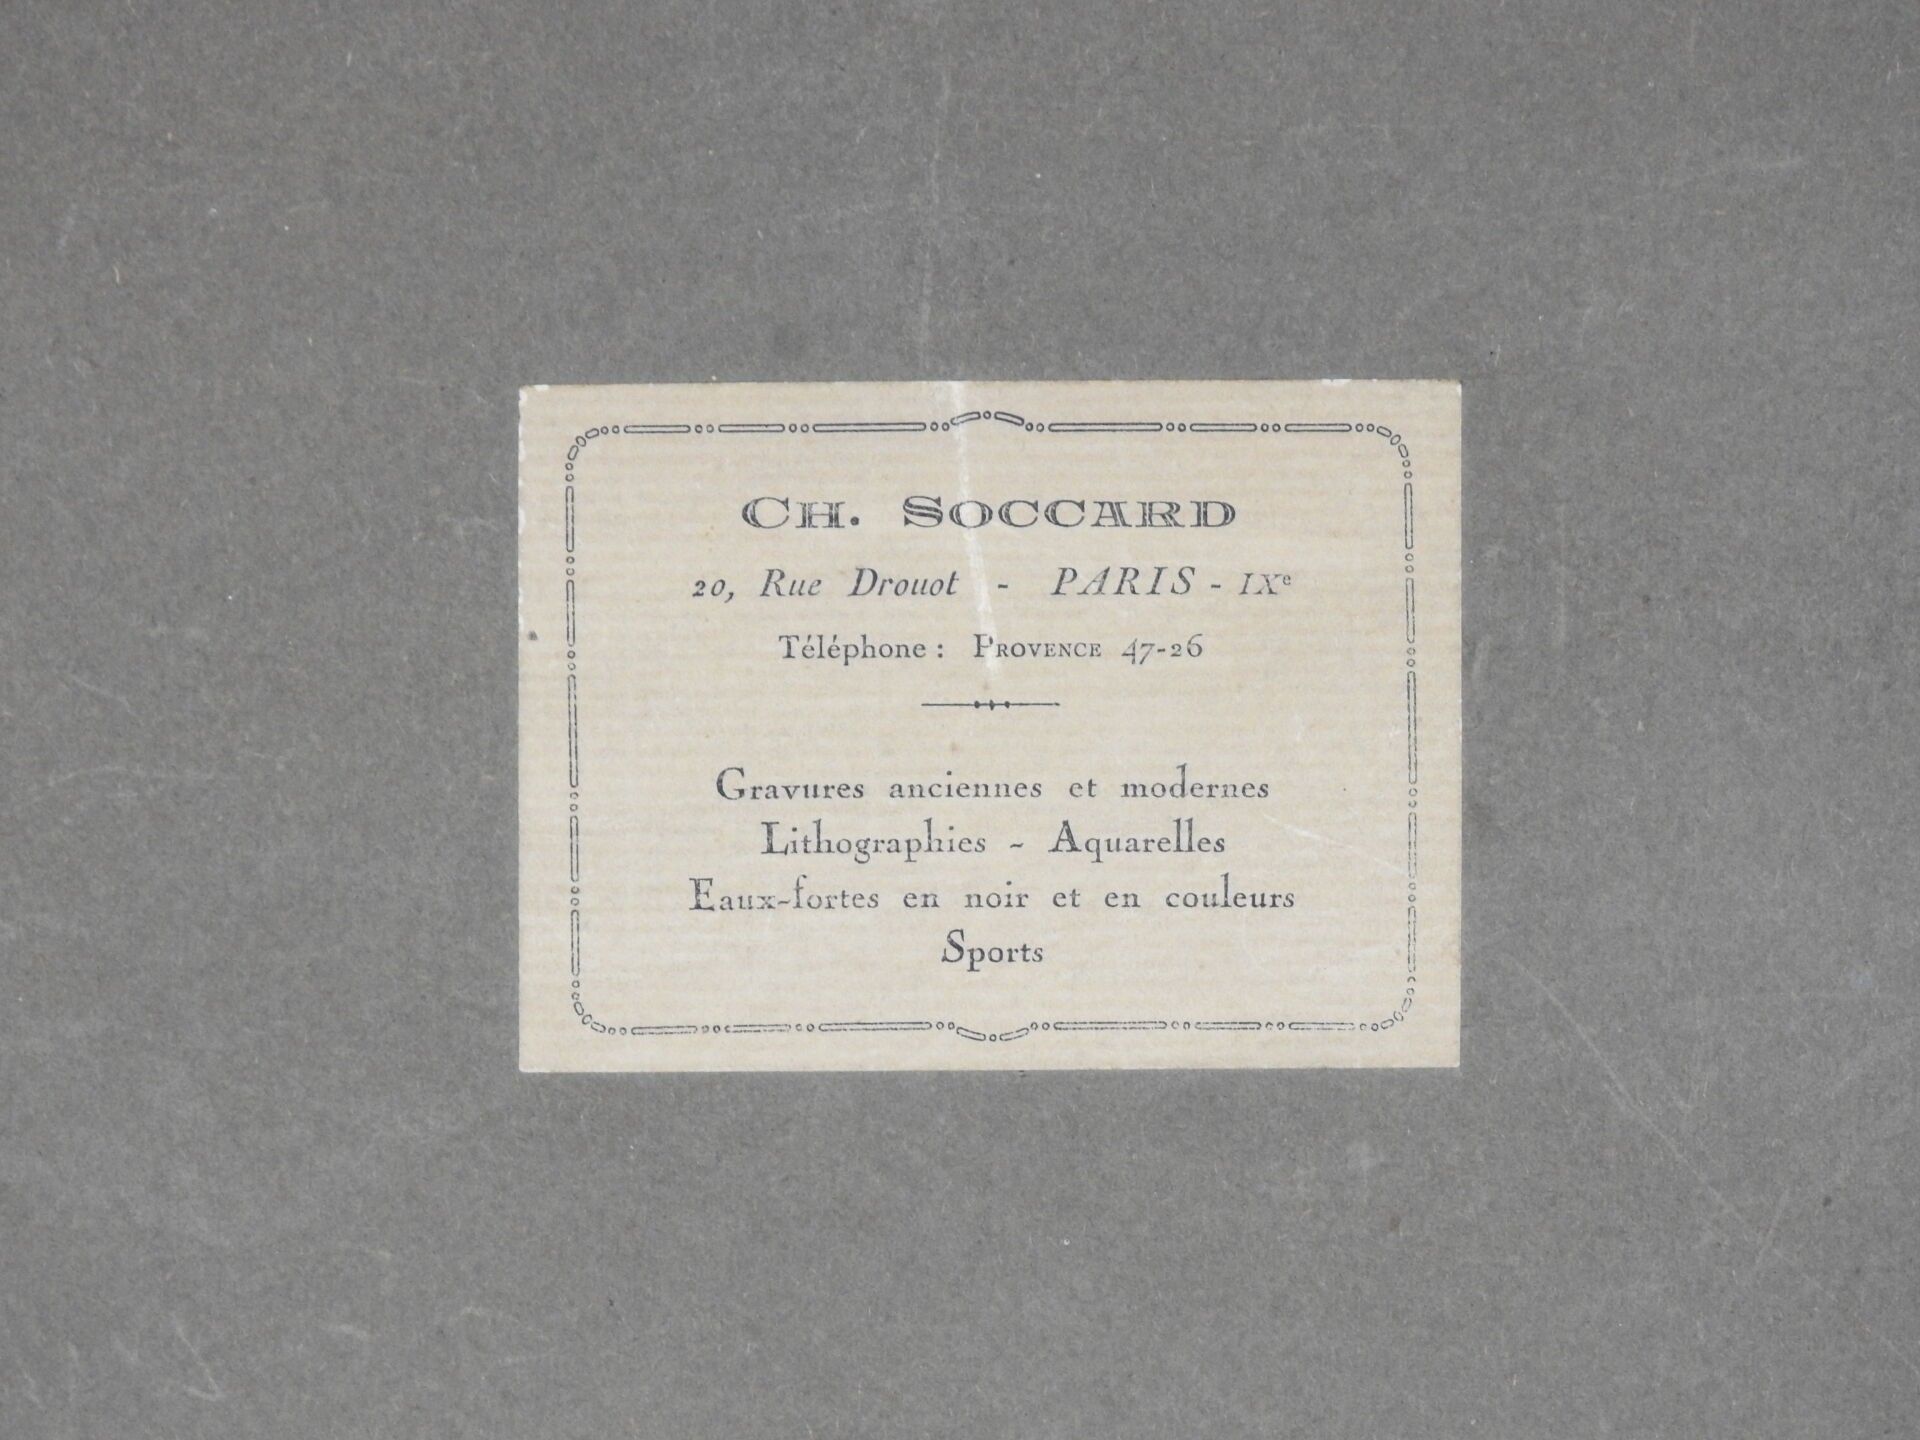 CH. SOCCARD
20, Rue Drouot - PARIS - IXe
Téléphone : PROVENCE 47-26
Gravures anciennes et modernes
Lithographies - Aquarelles
Eaux-fortes en noir et en couleurs
Sports